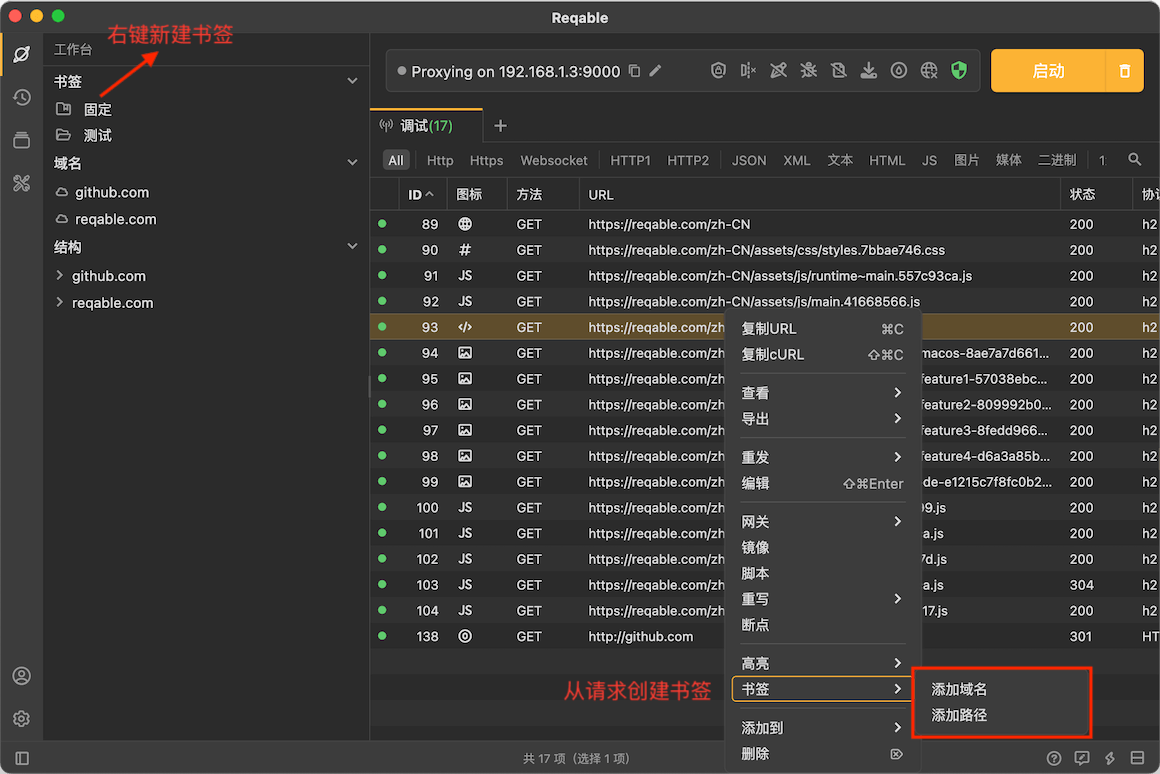 Reqable
右键新建书签
工作台
书签
固定
测试
域名
github.com
reqable.com
结构
github.com
reqable.com
Proxying on 192.168.1.3:9000
启动
调试(17)
All Http Https Websocket HTTP1 HTTP2 JSON XML 文本 HTML JS 图片 媒体 二进制 1
ID 图标 方法 URL 状态 协议
89 GET https://reqable.com/zh-CN 200 h2
90 # GET https://reqable.com/zh-CN/assets/css/styles.7bbae746.css 200 h2
91 JS GET https://reqable.com/zh-CN/assets/js/runtime~main.557c93ca.js 200 h2
92 JS GET https://reqable.com/zh-CN/assets/js/main.41668566.js 200 h2
93 </> GET https://reqable.com/zh 200 h2
94 GET https://reqable.com/zh macos-8ae7a7d661... 200 h2
95 GET https://reqable.com/zh feature1-57038ebc... 200 h2
96 GET https://reqable.com/zh feature2-809992b0... 200 h2
97 GET https://reqable.com/zh feature3-8fedd966... 200 h2
98 GET https://reqable.com/zh feature4-d6a3a85b... 200 h2
99 GET https://reqable.com/zh de-e1215c7f8fc0b2... 200 h2
100 JS GET https://reqable.com/zh 99.js 200 h2
101 JS GET https://reqable.com/zh a.js 200 h2
102 JS GET https://reqable.com/zh 7d.js 200 h2
103 JS GET https://reqable.com/zh a.js 304 h2
104 JS GET https://reqable.com/zh 17.js 200 h2
138 GET http://github.com 301 HT
复制URL ⌘C
复制cURL ⇧⌘C
查看
导出
重发
编辑 ⇧⌘Enter
网关
镜像
脚本
重写
断点
高亮
书签
添加到
删除
从请求创建书签
添加域名
添加路径
共 17 项（选择 1 项）